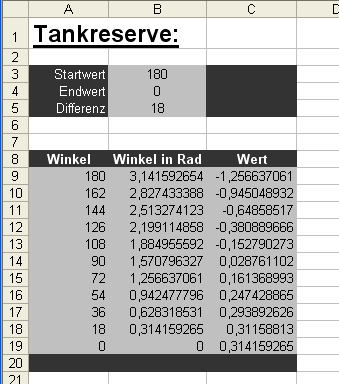 A B C D
1 Tankreserve:
2
3 Startwert 180
4 Endwert 0
5 Differenz 18
6
7
8 Winkel Winkel in Rad Wert
9 180 3,141592654 -1,256637061
10 162 2,827433388 -0,945048932
11 144 2,513274123 -0,64858517
12 126 2,199114858 -0,380889666
13 108 1,884955592 -0,152790273
14 90 1,570796327 0,028761102
15 72 1,256637061 0,161368993
16 54 0,942477796 0,247428865
17 36 0,628318531 0,293892626
18 18 0,314159265 0,31158813
19 0 0 0,314159265
20
21